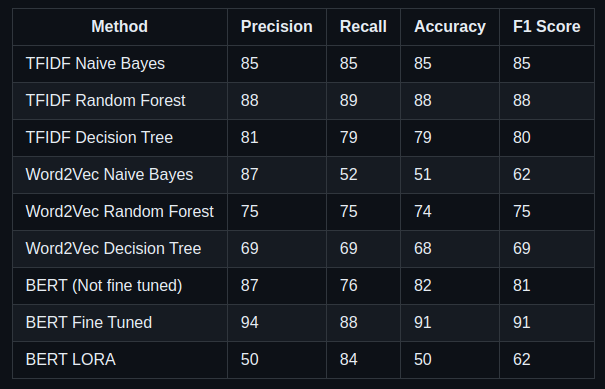 Method Precision Recall Accuracy F1 Score
TFIDF Naive Bayes 85 85 85 85
TFIDF Random Forest 88 89 88 88
TFIDF Decision Tree 81 79 79 80
Word2Vec Naive Bayes 87 52 51 62
Word2Vec Random Forest 75 75 74 75
Word2Vec Decision Tree 69 69 68 69
BERT (Not fine tuned) 87 76 82 81
BERT Fine Tuned 94 88 91 91
BERT LORA 50 84 50 62